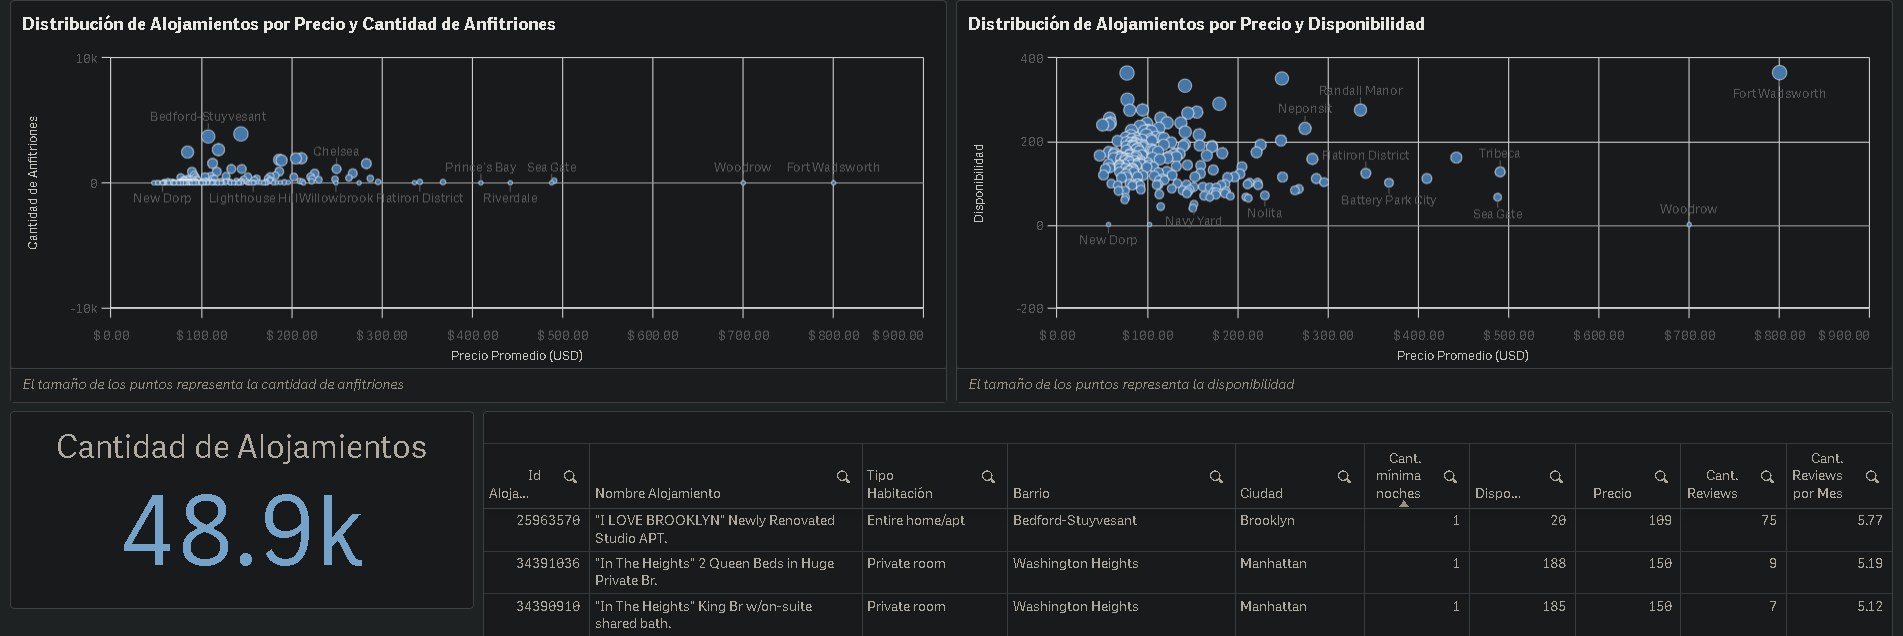 Distribución de Alojamientos por Precio y Cantidad de Anfitriones
Cantidad de Anfitriones
10k
0
-10k
Bedford-Stuyvesant
Chelsea
Prince's Bay
Sea Gate
Woodrow
Fort Wadsworth
New Dorp
Lighthouse Hill
Willowbrook
Flatiron District
Riverdale
$ 0.00
$ 100.00
$ 200.00
$ 300.00
$ 400.00
$ 500.00
$ 600.00
$ 700.00
$ 800.00
$ 900.00
Precio Promedio (USD)
El tamaño de los puntos representa la cantidad de anfitriones
Distribución de Alojamientos por Precio y Disponibilidad
Disponibilidad
400
200
0
-200
Randall Manor
Fort Wadsworth
Neponsit
Flatiron District
Tribeca
Battery Park City
Nolita
Sea Gate
Woodrow
Navy Yard
New Dorp
$ 0.00
$ 100.00
$ 200.00
$ 300.00
$ 400.00
$ 500.00
$ 600.00
$ 700.00
$ 800.00
$ 900.00
Precio Promedio (USD)
El tamaño de los puntos representa la disponibilidad
Cantidad de Alojamientos
48.9k
Id Aloja... Nombre Alojamiento Tipo Habitación Barrio Ciudad Cant. mínima noches Dispo... Precio Cant. Reviews Cant. Reviews por Mes
25963570 "I LOVE BROOKLYN" Newly Renovated Entire home/apt Bedford-Stuyvesant Brooklyn 1 20 109 75 5.77
Studio APT.
34391036 "In The Heights" 2 Queen Beds in Huge Private room Washington Heights Manhattan 1 188 150 9 5.19
Private Br.
34390910 "In The Heights" King Br w/on-suite Private room Washington Heights Manhattan 1 185 150 7 5.12
shared bath.